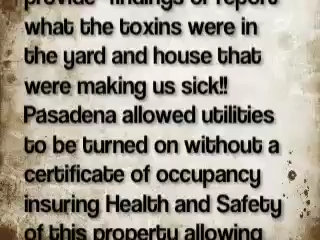 provide findings or report
what the toxins were in
the yard and house that
were making us sick!!
Pasadena allowed utilities
to be turned on without a
certificate of occupancy
insuring Health and Safety
of this property allowing